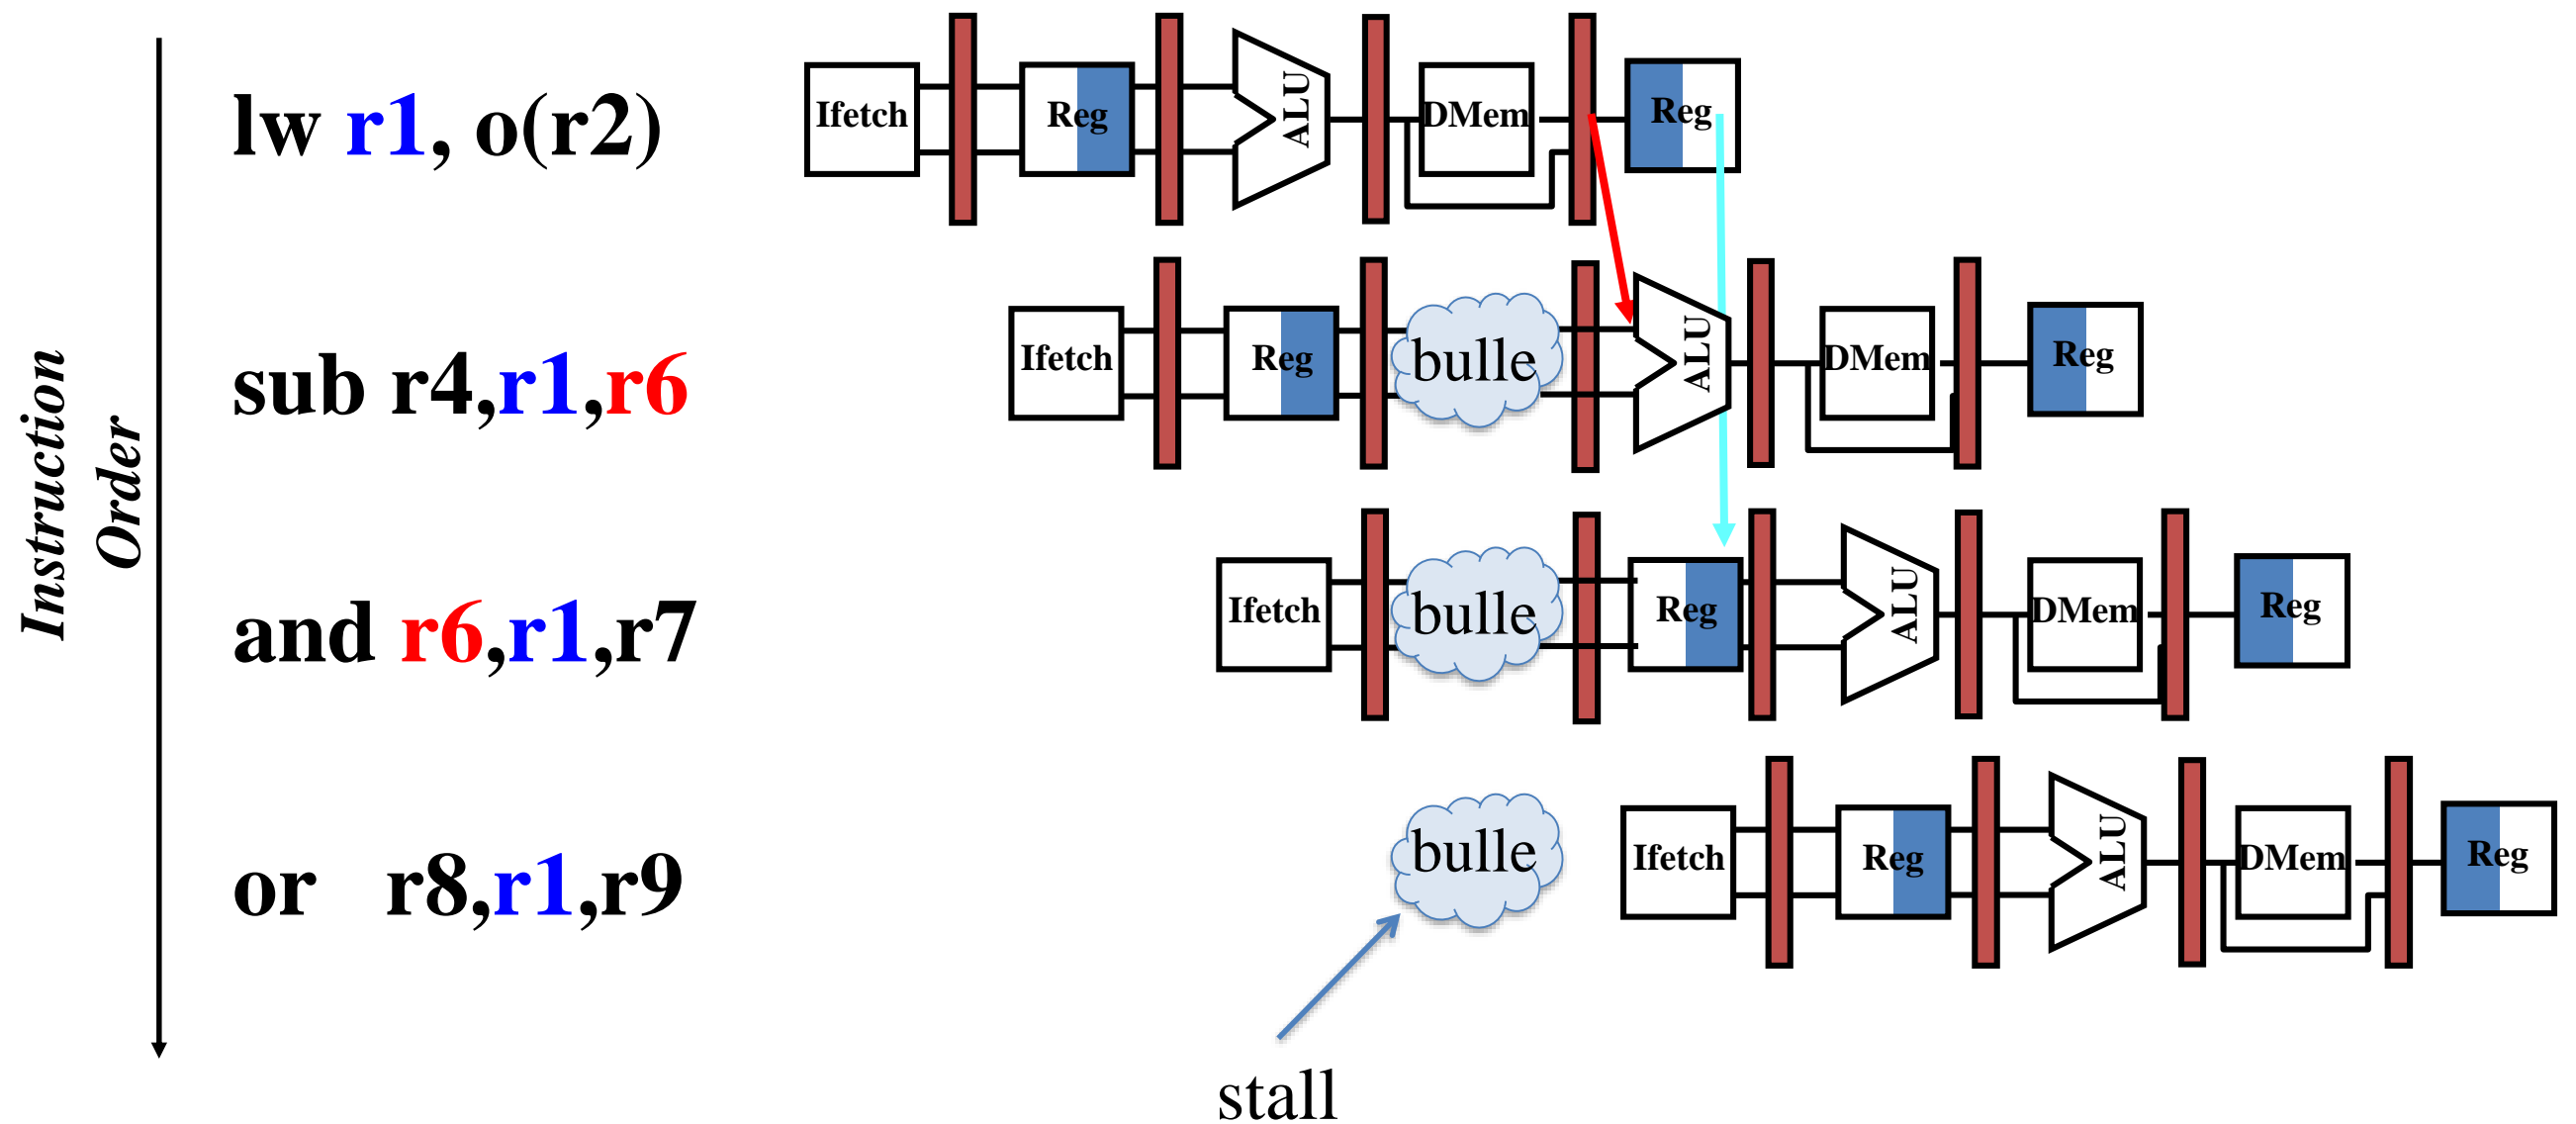 Instruction
Order
lw r1, o(r2)
Ifetch
Reg
ALU
DMem
Reg
sub r4,r1,r6
Ifetch
Reg
bulle
ALU
DMem
Reg
and r6,r1,r7
Ifetch
bulle
Reg
ALU
DMem
Reg
or r8,r1,r9
bulle
Ifetch
Reg
ALU
DMem
Reg
stall